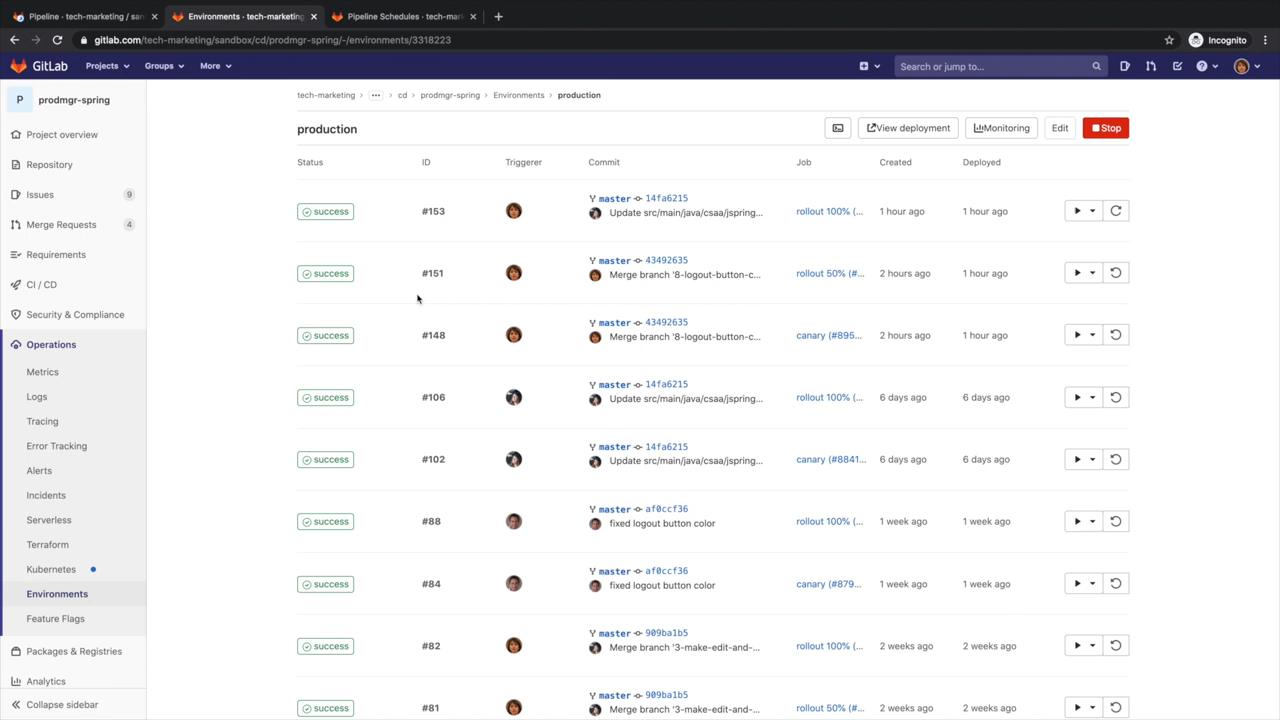 Pipeline · tech-marketing / san
Environments · tech-marketing
Pipeline Schedules · tech-mar
gitlab.com/tech-marketing/sandbox/cd/prodmgr-spring/-/environments/3318223
Incognito
GitLab
Projects
Groups
More
Search or jump to...
P
prodmgr-spring
Project overview
Repository
Issues 9
Merge Requests 4
Requirements
CI / CD
Security & Compliance
Operations
Metrics
Logs
Tracing
Error Tracking
Alerts
Incidents
Serverless
Terraform
Kubernetes
Environments
Feature Flags
Packages & Registries
Analytics
Collapse sidebar
tech-marketing > ... > cd > prodmgr-spring > Environments > production
production
View deployment
Monitoring
Edit
Stop
Status ID Triggerer Commit Job Created Deployed
success #153 master 14fa6215 rollout 100% (... 1 hour ago 1 hour ago
Update src/main/java/csaa/jspring...
success #151 master 43492635 rollout 50% (#... 2 hours ago 1 hour ago
Merge branch '8-logout-button-c...
success #148 master 43492635 canary (#895... 2 hours ago 1 hour ago
Merge branch '8-logout-button-c...
success #106 master 14fa6215 rollout 100% (... 6 days ago 6 days ago
Update src/main/java/csaa/jspring...
success #102 master 14fa6215 canary (#8841... 6 days ago 6 days ago
Update src/main/java/csaa/jspring...
success #88 master af0ccf36 rollout 100% (... 1 week ago 1 week ago
fixed logout button color
success #84 master af0ccf36 canary (#879... 1 week ago 1 week ago
fixed logout button color
success #82 master 909ba1b5 rollout 100% (... 2 weeks ago 2 weeks ago
Merge branch '3-make-edit-and-...
success #81 master 909ba1b5 rollout 50% (#... 2 weeks ago 2 weeks ago
Merge branch '3-make-edit-and-...